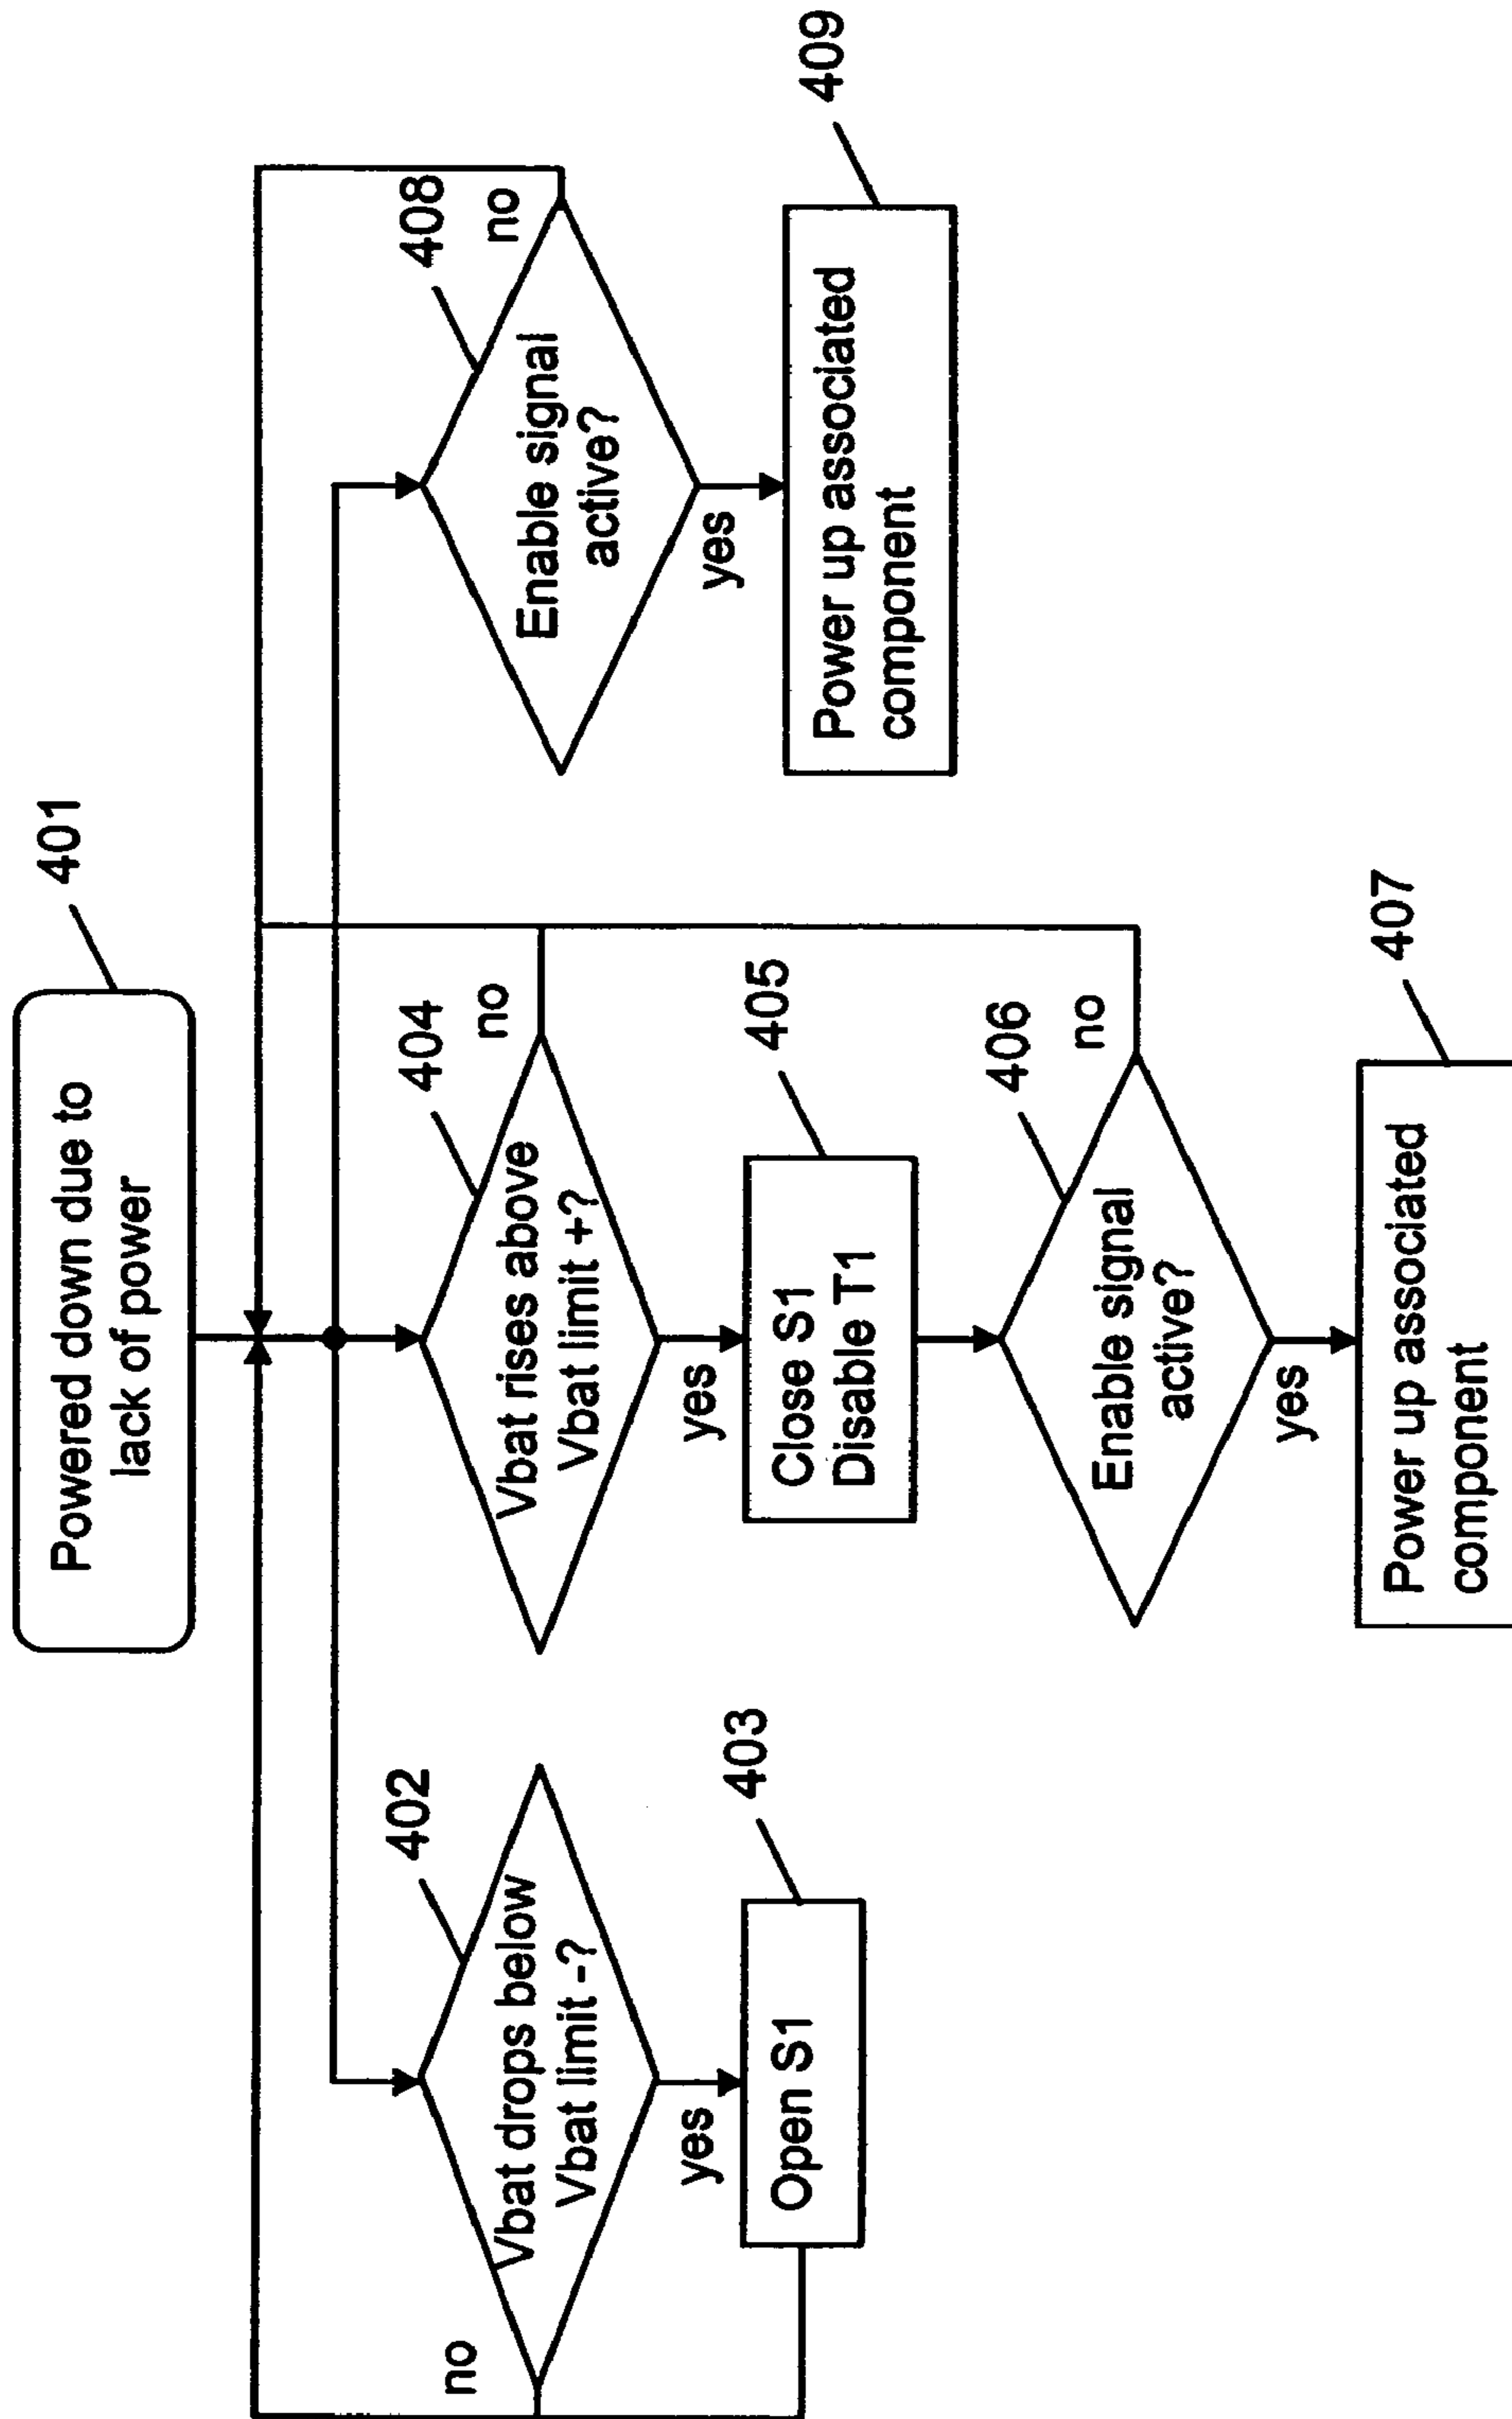 401
Powered down due to
lack of power
402
Vbat drops below
Vbat limit -?
no
yes
403
Open S1
404
Vbat rises above
Vbat limit +?
no
yes
405
Close S1
Disable T1
406
Enable signal
active?
no
yes
407
Power up associated
component
408
Enable signal
active?
no
yes
409
Power up associated
component